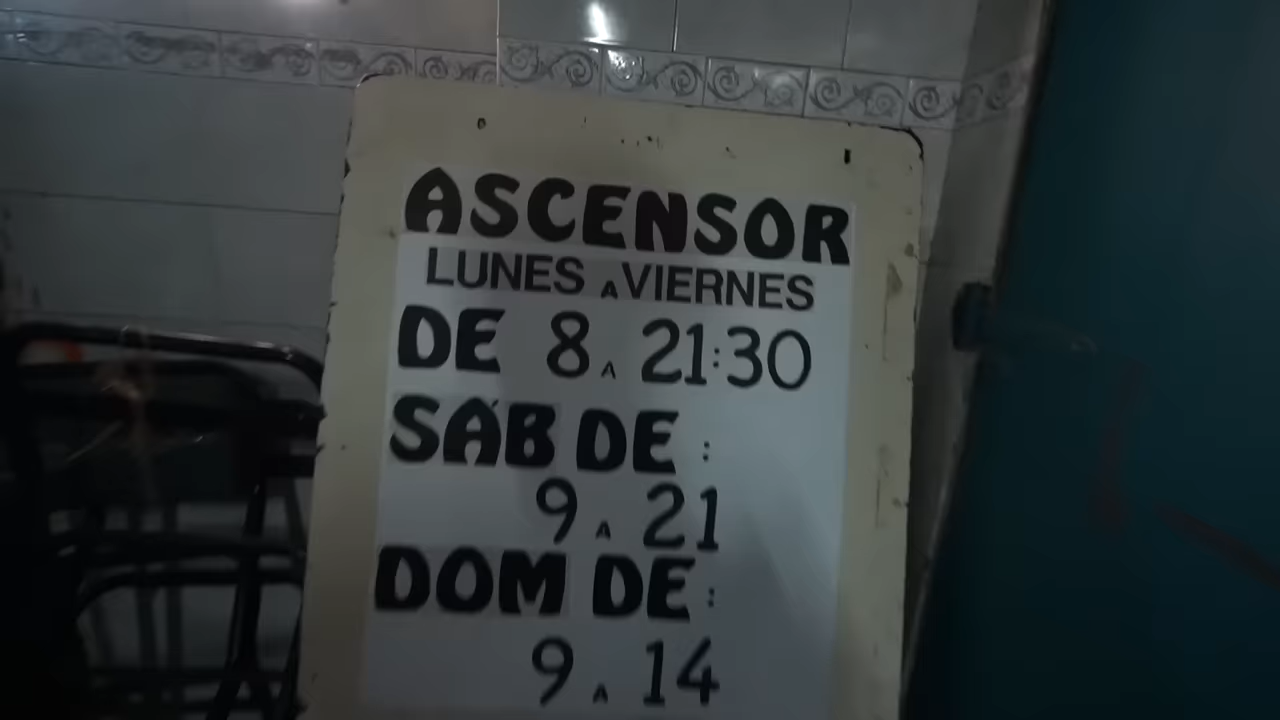 ASCENSOR
LUNES A VIERNES
DE 8 A 21:30
SÁB DE :
9 A 21
DOM DE :
9 A 14